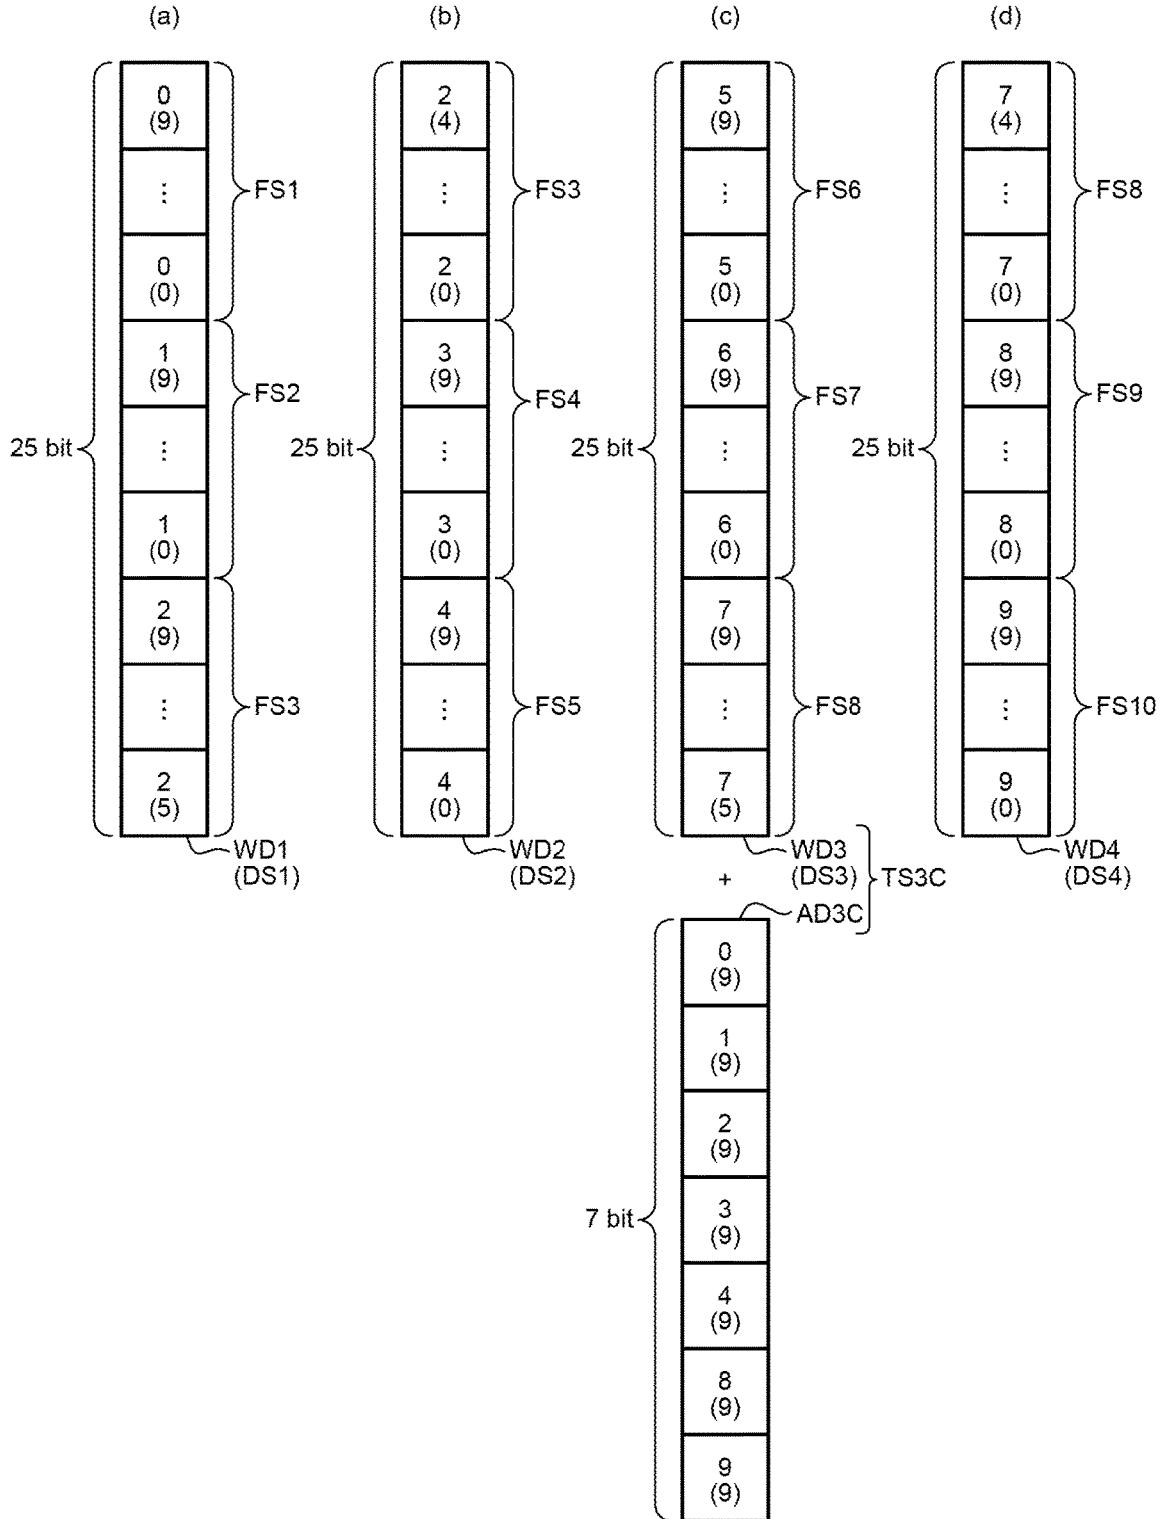 (a)
0
(9)
⋮
0
(0)
1
(9)
⋮
1
(0)
2
(9)
⋮
2
(5)
25 bit
FS1
FS2
FS3
WD1
(DS1)
(b)
2
(4)
⋮
2
(0)
3
(9)
⋮
3
(0)
4
(9)
⋮
4
(0)
25 bit
FS3
FS4
FS5
WD2
(DS2)
(c)
5
(9)
⋮
5
(0)
6
(9)
⋮
6
(0)
7
(9)
⋮
7
(5)
25 bit
FS6
FS7
FS8
WD3
(DS3)
+
AD3C
TS3C
0
(9)
1
(9)
2
(9)
3
(9)
4
(9)
8
(9)
9
(9)
7 bit
(d)
7
(4)
⋮
7
(0)
8
(9)
⋮
8
(0)
9
(9)
⋮
9
(0)
25 bit
FS8
FS9
FS10
WD4
(DS4)